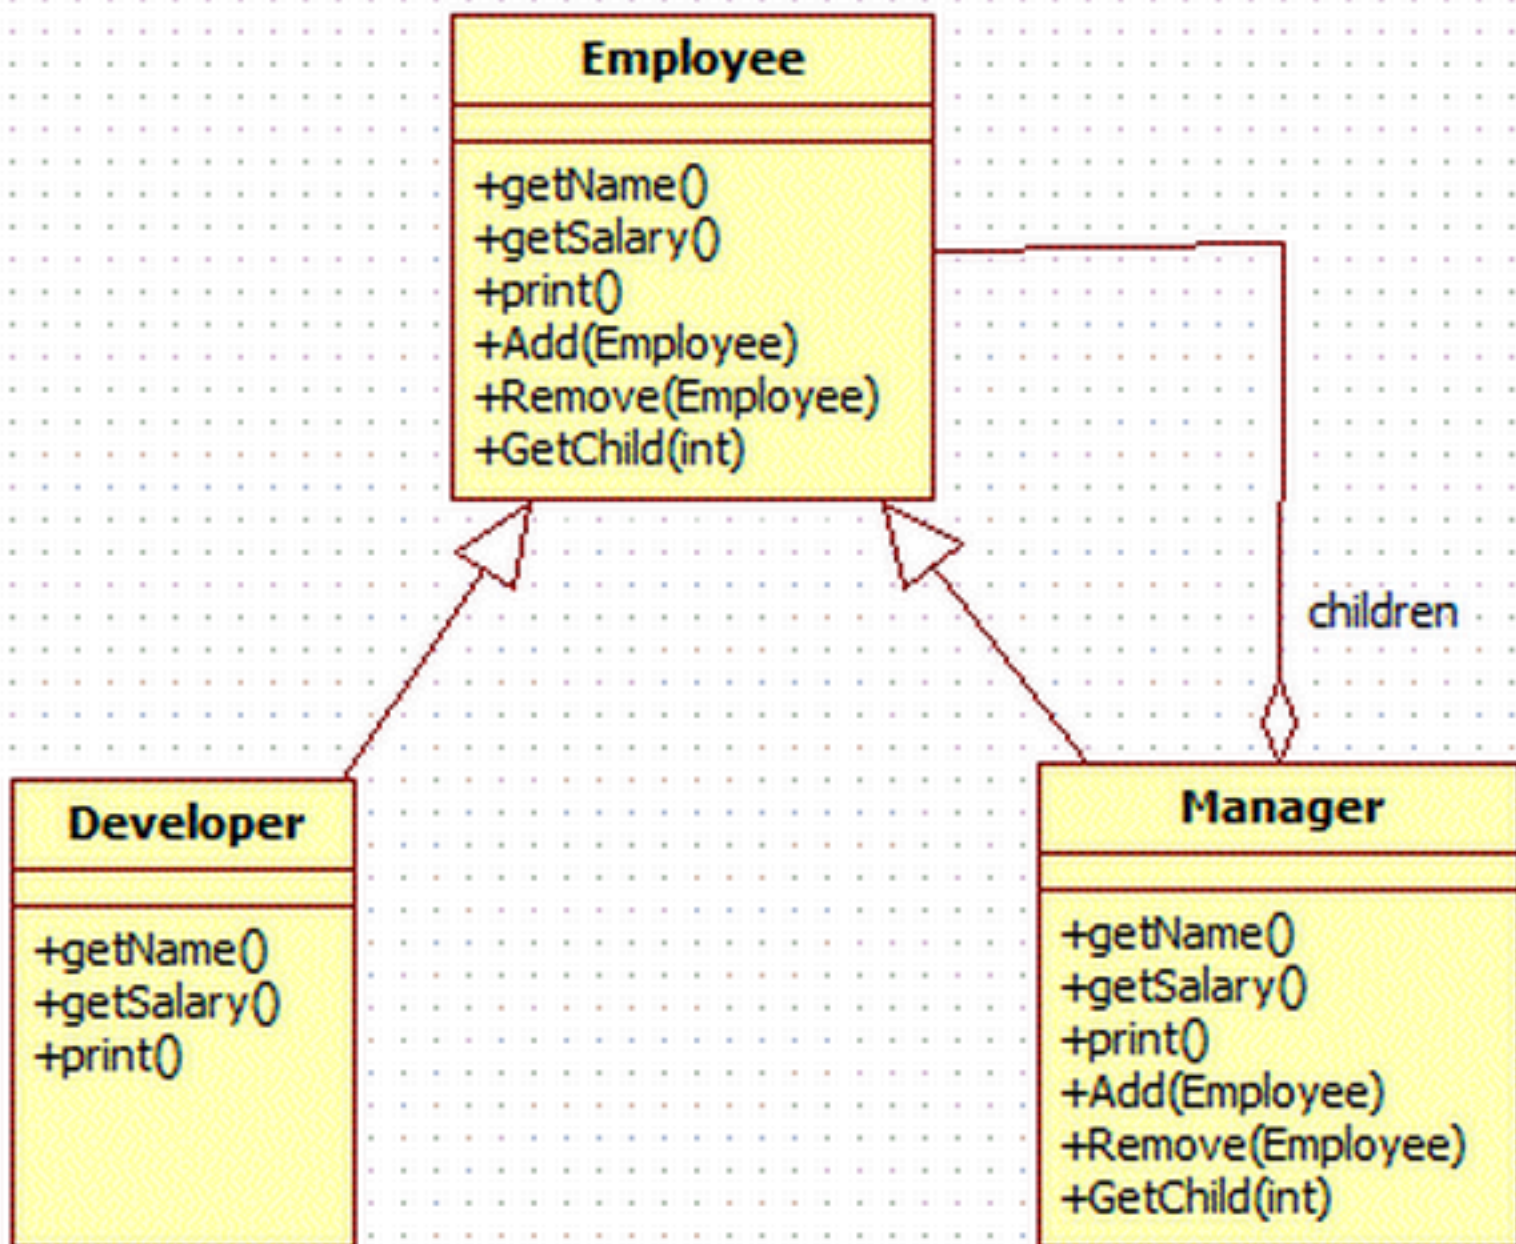 Employee
+getName()
+getSalary()
+print()
+Add(Employee)
+Remove(Employee)
+GetChild(int)
children
Developer
+getName()
+getSalary()
+print()
Manager
+getName()
+getSalary()
+print()
+Add(Employee)
+Remove(Employee)
+GetChild(int)